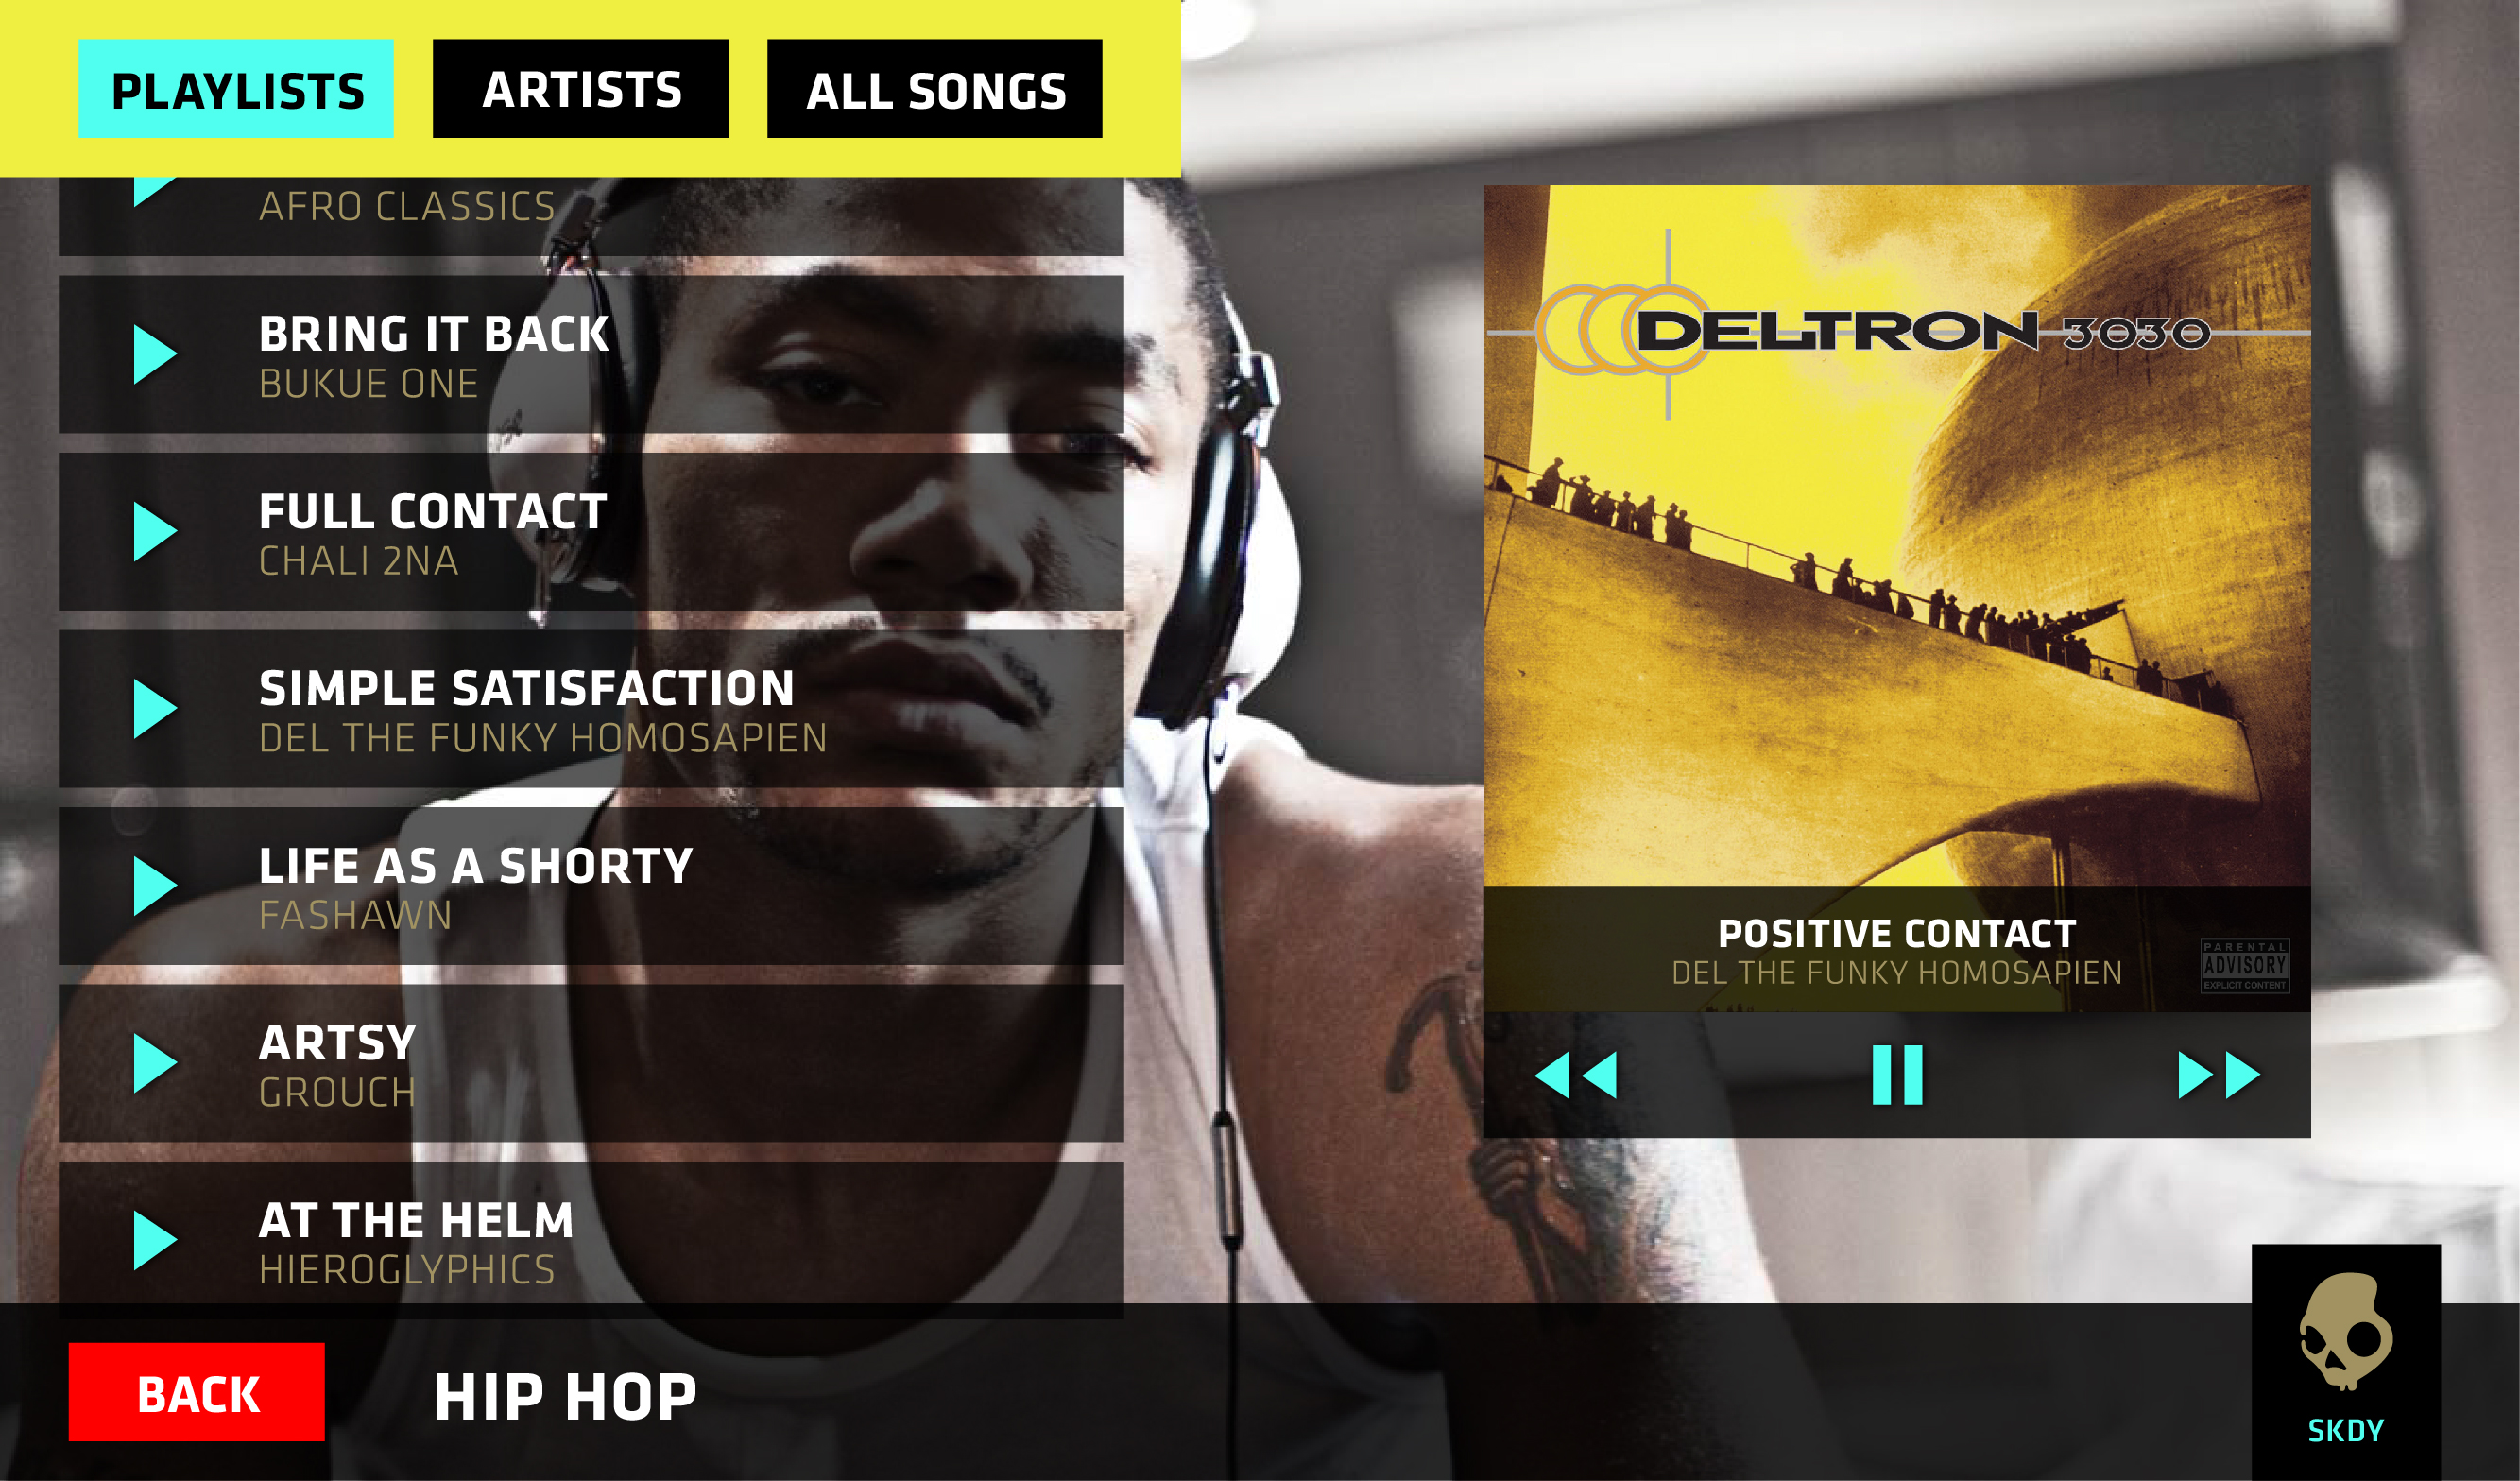 PLAYLISTS
ARTISTS
ALL SONGS
AFRO CLASSICS
BRING IT BACK
BUKUE ONE
FULL CONTACT
CHALI 2NA
SIMPLE SATISFACTION
DEL THE FUNKY HOMOSAPIEN
LIFE AS A SHORTY
FASHAWN
ARTSY
GROUCH
AT THE HELM
HIEROGLYPHICS
BACK
HIP HOP
DELTRON 3030
POSITIVE CONTACT
DEL THE FUNKY HOMOSAPIEN
PARENTAL
ADVISORY
EXPLICIT CONTENT
SKDY